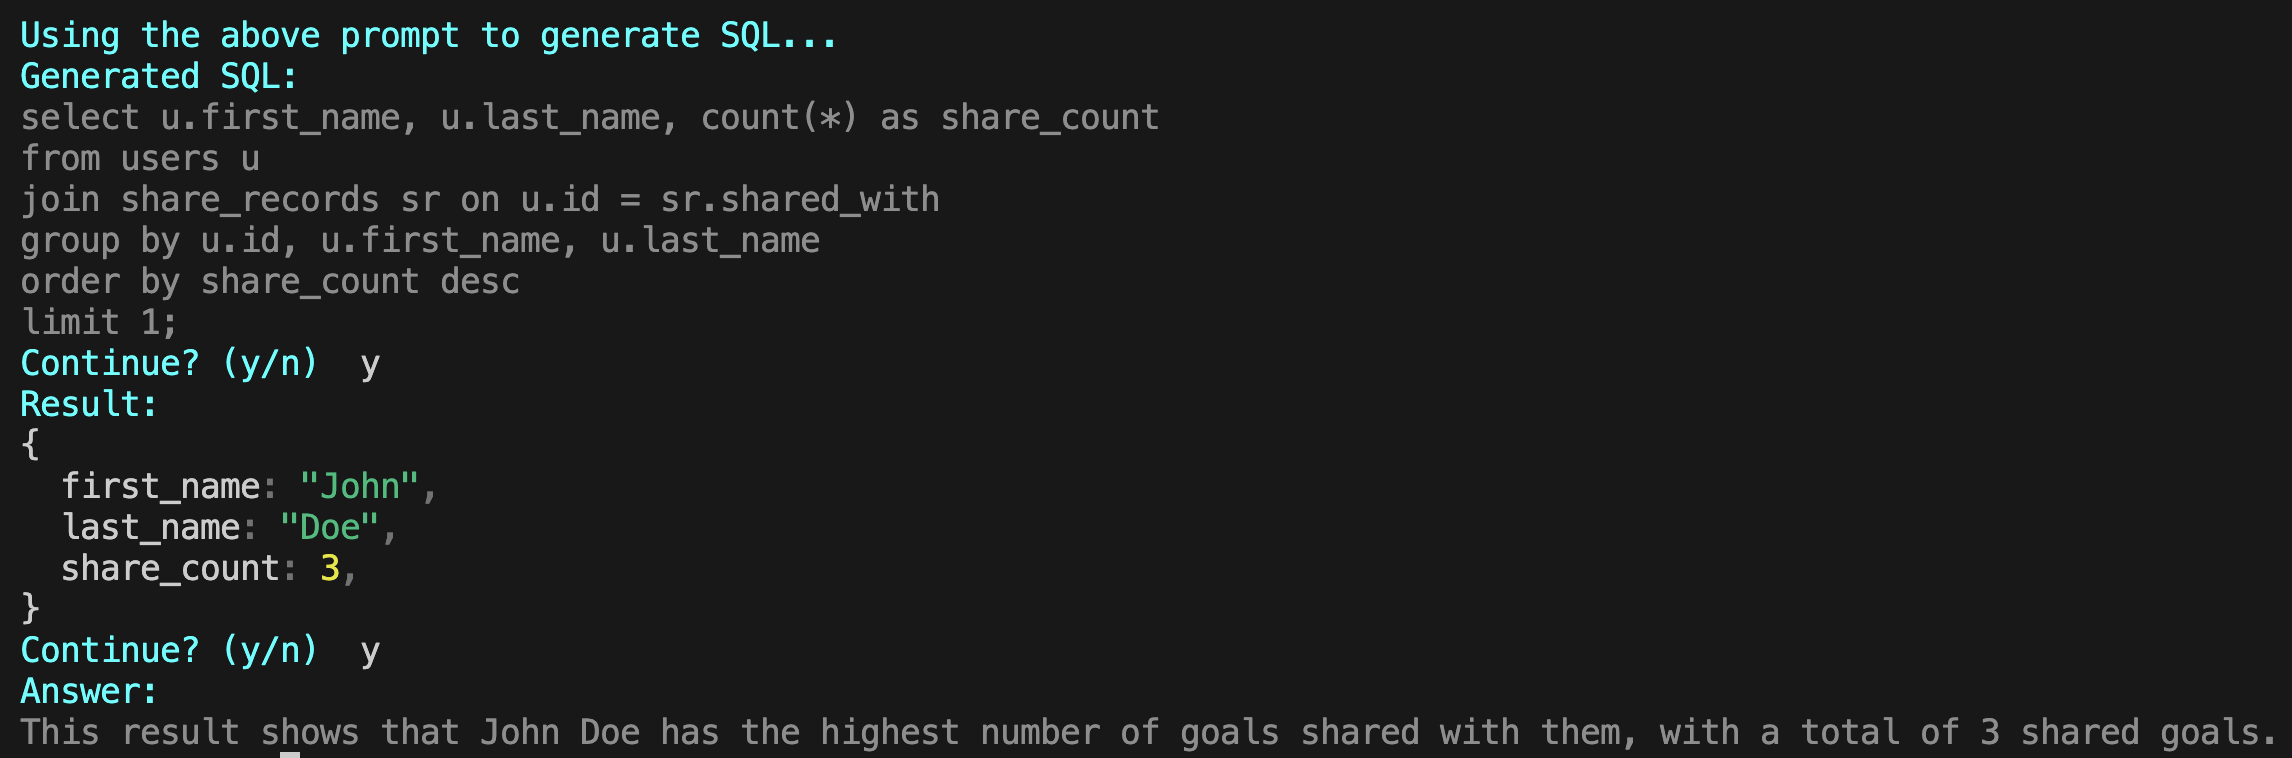 Using the above prompt to generate SQL...
Generated SQL:
select u.first_name, u.last_name, count(*) as share_count
from users u
join share_records sr on u.id = sr.shared_with
group by u.id, u.first_name, u.last_name
order by share_count desc
limit 1;
Continue? (y/n)  y
Result:
{
  first_name: "John",
  last_name: "Doe",
  share_count: 3,
}
Continue? (y/n)  y
Answer:
This result shows that John Doe has the highest number of goals shared with them, with a total of 3 shared goals.